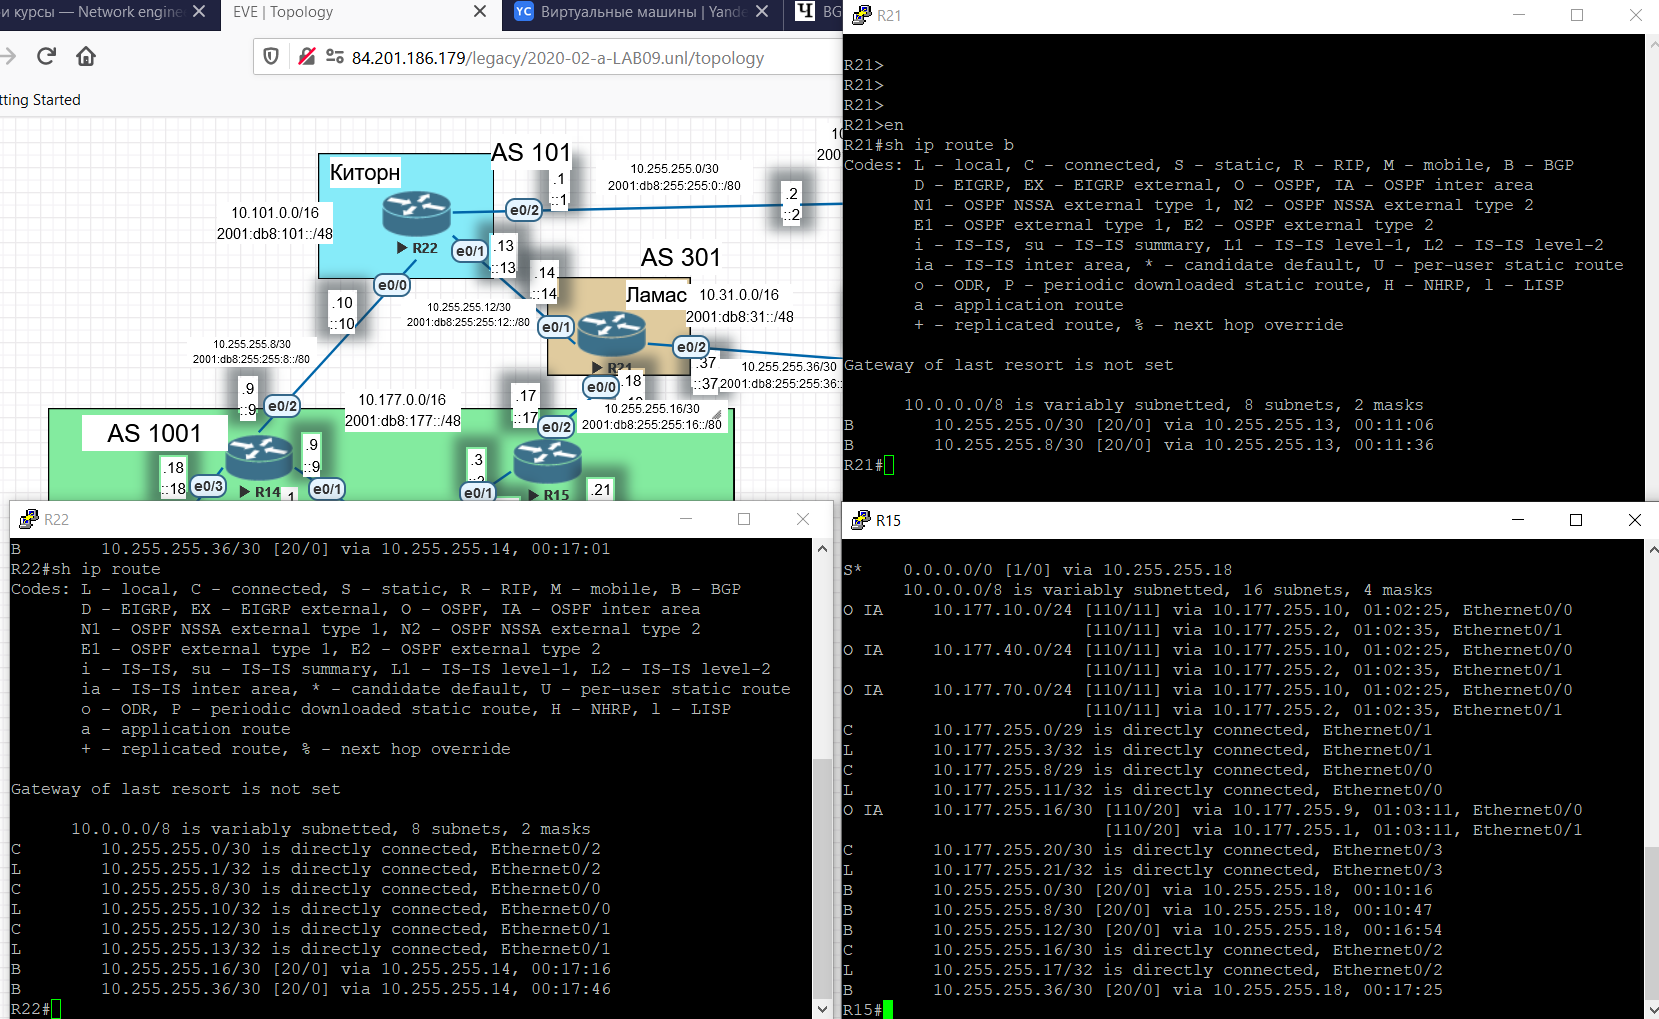 и курсы — Network engine
EVE | Topology
YC Виртуальные машины | Yande
Ч BG
84.201.186.179/legacy/2020-02-a-LAB09.unl/topology
tting Started
Киторн
AS 101
10.255.255.0/30
2001:db8:255:255:0::/80
.1
::1
.2
::2
10
200
e0/2
10.101.0.0/16
2001:db8:101::/48
R22
e0/1
.13
::13
AS 301
.14
::14
e0/0
Ламас
10.31.0.0/16
2001:db8:31::/48
.10
::10
10.255.255.12/30
2001:db8:255:255:12::/80
e0/1
10.255.255.8/30
2001:db8:255:255:8::/80
e0/2
R21
.37
::37
10.255.255.36/30
2001:db8:255:255:36::
.9
::9
e0/0
.18
10.177.0.0/16
2001:db8:177::/48
.17
::17
10.255.255.16/30
2001:db8:255:255:16::/80
e0/2
e0/2
AS 1001
.9
::9
.18
::18
e0/3
R14
.1
e0/1
.3
e0/1
R15
.21
R21
R21>
R21>
R21>
R21>en
R21#sh ip route b
Codes: L - local, C - connected, S - static, R - RIP, M - mobile, B - BGP
D - EIGRP, EX - EIGRP external, O - OSPF, IA - OSPF inter area
N1 - OSPF NSSA external type 1, N2 - OSPF NSSA external type 2
E1 - OSPF external type 1, E2 - OSPF external type 2
i - IS-IS, su - IS-IS summary, L1 - IS-IS level-1, L2 - IS-IS level-2
ia - IS-IS inter area, * - candidate default, U - per-user static route
o - ODR, P - periodic downloaded static route, H - NHRP, l - LISP
a - application route
+ - replicated route, % - next hop override
Gateway of last resort is not set
10.0.0.0/8 is variably subnetted, 8 subnets, 2 masks
B 10.255.255.0/30 [20/0] via 10.255.255.13, 00:11:06
B 10.255.255.8/30 [20/0] via 10.255.255.13, 00:11:36
R21#
R22
B 10.255.255.36/30 [20/0] via 10.255.255.14, 00:17:01
R22#sh ip route
Codes: L - local, C - connected, S - static, R - RIP, M - mobile, B - BGP
D - EIGRP, EX - EIGRP external, O - OSPF, IA - OSPF inter area
N1 - OSPF NSSA external type 1, N2 - OSPF NSSA external type 2
E1 - OSPF external type 1, E2 - OSPF external type 2
i - IS-IS, su - IS-IS summary, L1 - IS-IS level-1, L2 - IS-IS level-2
ia - IS-IS inter area, * - candidate default, U - per-user static route
o - ODR, P - periodic downloaded static route, H - NHRP, l - LISP
a - application route
+ - replicated route, % - next hop override
Gateway of last resort is not set
10.0.0.0/8 is variably subnetted, 8 subnets, 2 masks
C 10.255.255.0/30 is directly connected, Ethernet0/2
L 10.255.255.1/32 is directly connected, Ethernet0/2
C 10.255.255.8/30 is directly connected, Ethernet0/0
L 10.255.255.10/32 is directly connected, Ethernet0/0
C 10.255.255.12/30 is directly connected, Ethernet0/1
L 10.255.255.13/32 is directly connected, Ethernet0/1
B 10.255.255.16/30 [20/0] via 10.255.255.14, 00:17:16
B 10.255.255.36/30 [20/0] via 10.255.255.14, 00:17:46
R22#
R15
S* 0.0.0.0/0 [1/0] via 10.255.255.18
10.0.0.0/8 is variably subnetted, 16 subnets, 4 masks
O IA 10.177.10.0/24 [110/11] via 10.177.255.10, 01:02:25, Ethernet0/0
[110/11] via 10.177.255.2, 01:02:35, Ethernet0/1
O IA 10.177.40.0/24 [110/11] via 10.177.255.10, 01:02:25, Ethernet0/0
[110/11] via 10.177.255.2, 01:02:35, Ethernet0/1
O IA 10.177.70.0/24 [110/11] via 10.177.255.10, 01:02:25, Ethernet0/0
[110/11] via 10.177.255.2, 01:02:35, Ethernet0/1
C 10.177.255.0/29 is directly connected, Ethernet0/1
L 10.177.255.3/32 is directly connected, Ethernet0/1
C 10.177.255.8/29 is directly connected, Ethernet0/0
L 10.177.255.11/32 is directly connected, Ethernet0/0
O IA 10.177.255.16/30 [110/20] via 10.177.255.9, 01:03:11, Ethernet0/0
[110/20] via 10.177.255.1, 01:03:11, Ethernet0/1
C 10.177.255.20/30 is directly connected, Ethernet0/3
L 10.177.255.21/32 is directly connected, Ethernet0/3
B 10.255.255.0/30 [20/0] via 10.255.255.18, 00:10:16
B 10.255.255.8/30 [20/0] via 10.255.255.18, 00:10:47
B 10.255.255.12/30 [20/0] via 10.255.255.18, 00:16:54
C 10.255.255.16/30 is directly connected, Ethernet0/2
L 10.255.255.17/32 is directly connected, Ethernet0/2
B 10.255.255.36/30 [20/0] via 10.255.255.18, 00:17:25
R15#